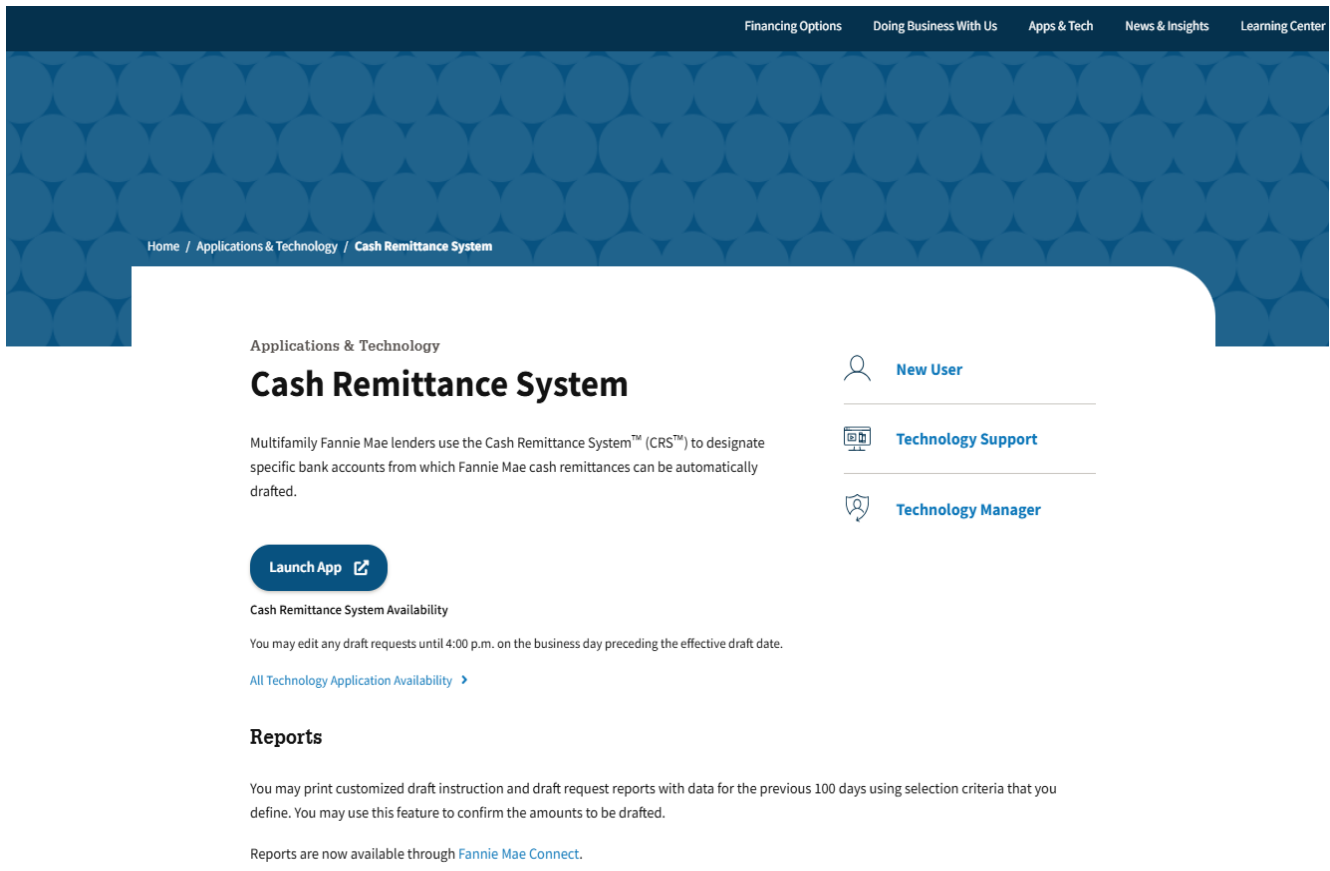 Financing Options Doing Business With Us Apps & Tech News & Insights Learning Center
Home / Applications & Technology / Cash Remittance System
Applications & Technology
Cash Remittance System
Multifamily Fannie Mae lenders use the Cash Remittance System™ (CRS™) to designate
specific bank accounts from which Fannie Mae cash remittances can be automatically
drafted.
New User
Technology Support
Technology Manager
Launch App
Cash Remittance System Availability
You may edit any draft requests until 4:00 p.m. on the business day preceding the effective draft date.
All Technology Application Availability
Reports
You may print customized draft instruction and draft request reports with data for the previous 100 days using selection criteria that you
define. You may use this feature to confirm the amounts to be drafted.
Reports are now available through Fannie Mae Connect.